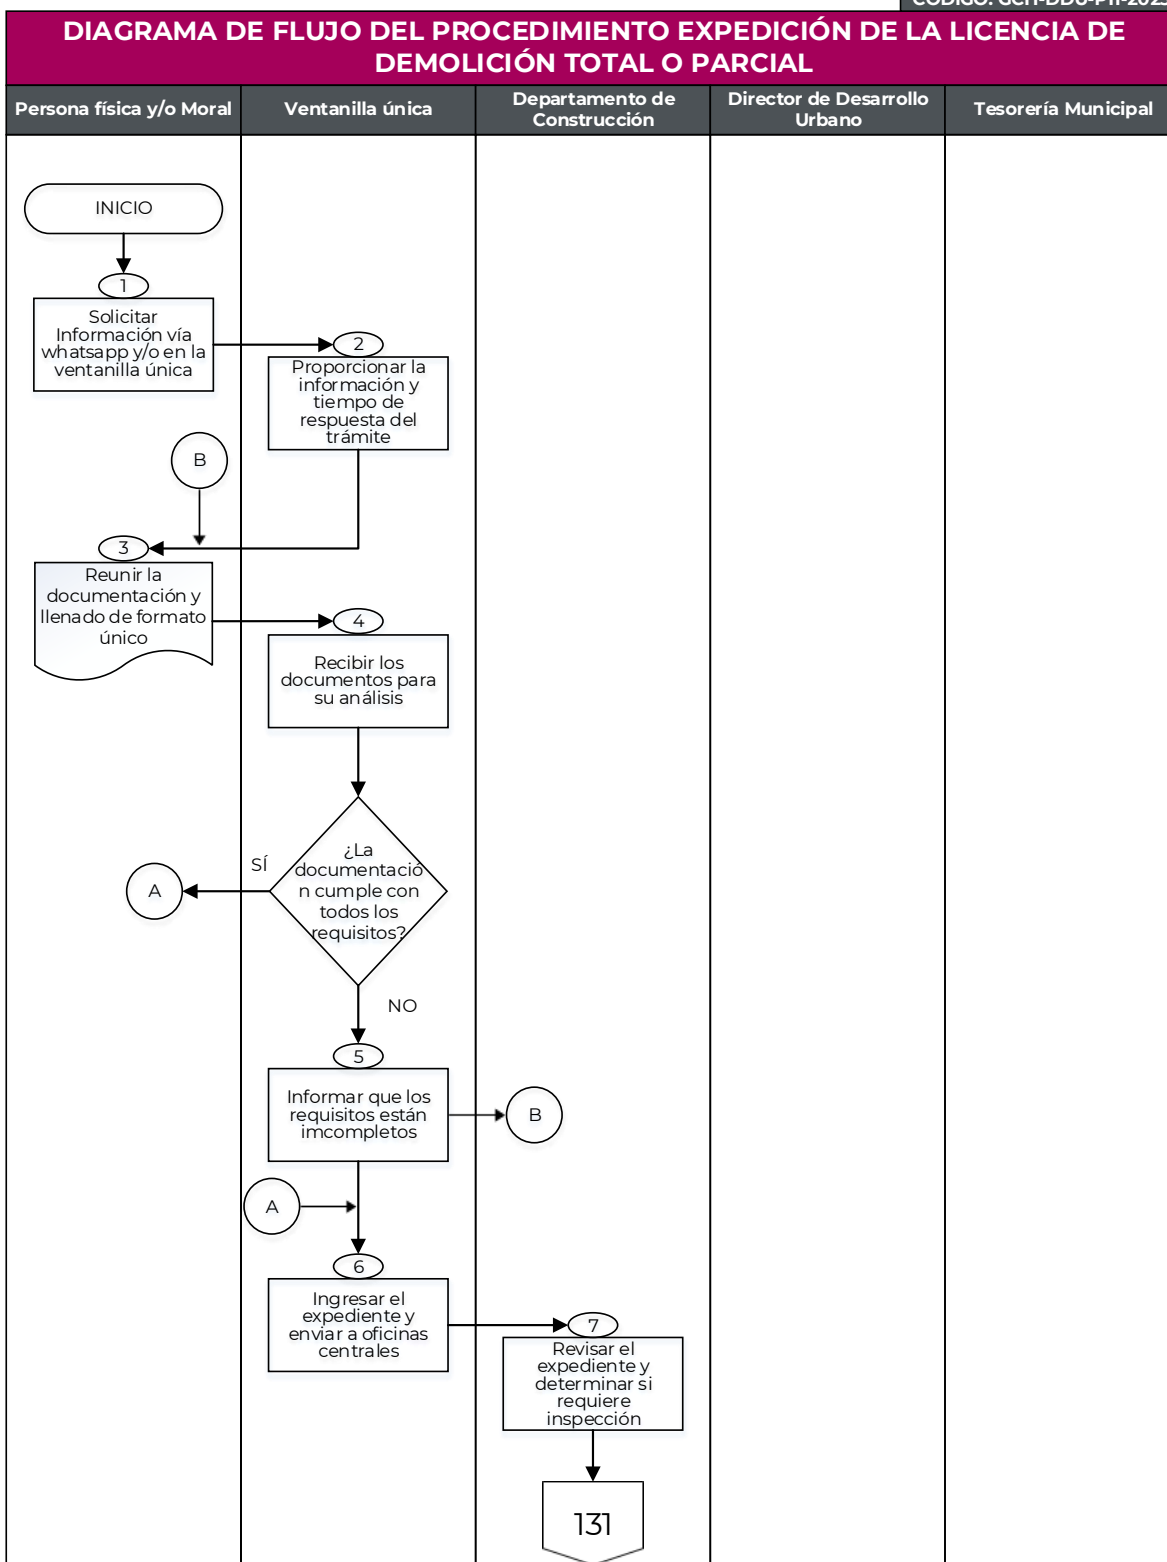 DIAGRAMA DE FLUJO DEL PROCEDIMIENTO EXPEDICIÓN DE LA LICENCIA DE
DEMOLICIÓN TOTAL O PARCIAL
Persona física y/o Moral
Ventanilla única
Departamento de
Construcción
Director de Desarrollo
Urbano
Tesorería Municipal
INICIO
1
Solicitar
Información vía
whatsapp y/o en la
ventanilla única
2
Proporcionar la
información y
tiempo de
respuesta del
trámite
B
3
Reunir la
documentación y
llenado de formato
único
4
Recibir los
documentos para
su análisis
¿La
documentació
n cumple con
todos los
requisitos?
SÍ
A
NO
5
Informar que los
requisitos están
imcompletos
B
A
6
Ingresar el
expediente y
enviar a oficinas
centrales
7
Revisar el
expediente y
determinar si
requiere
inspección
131